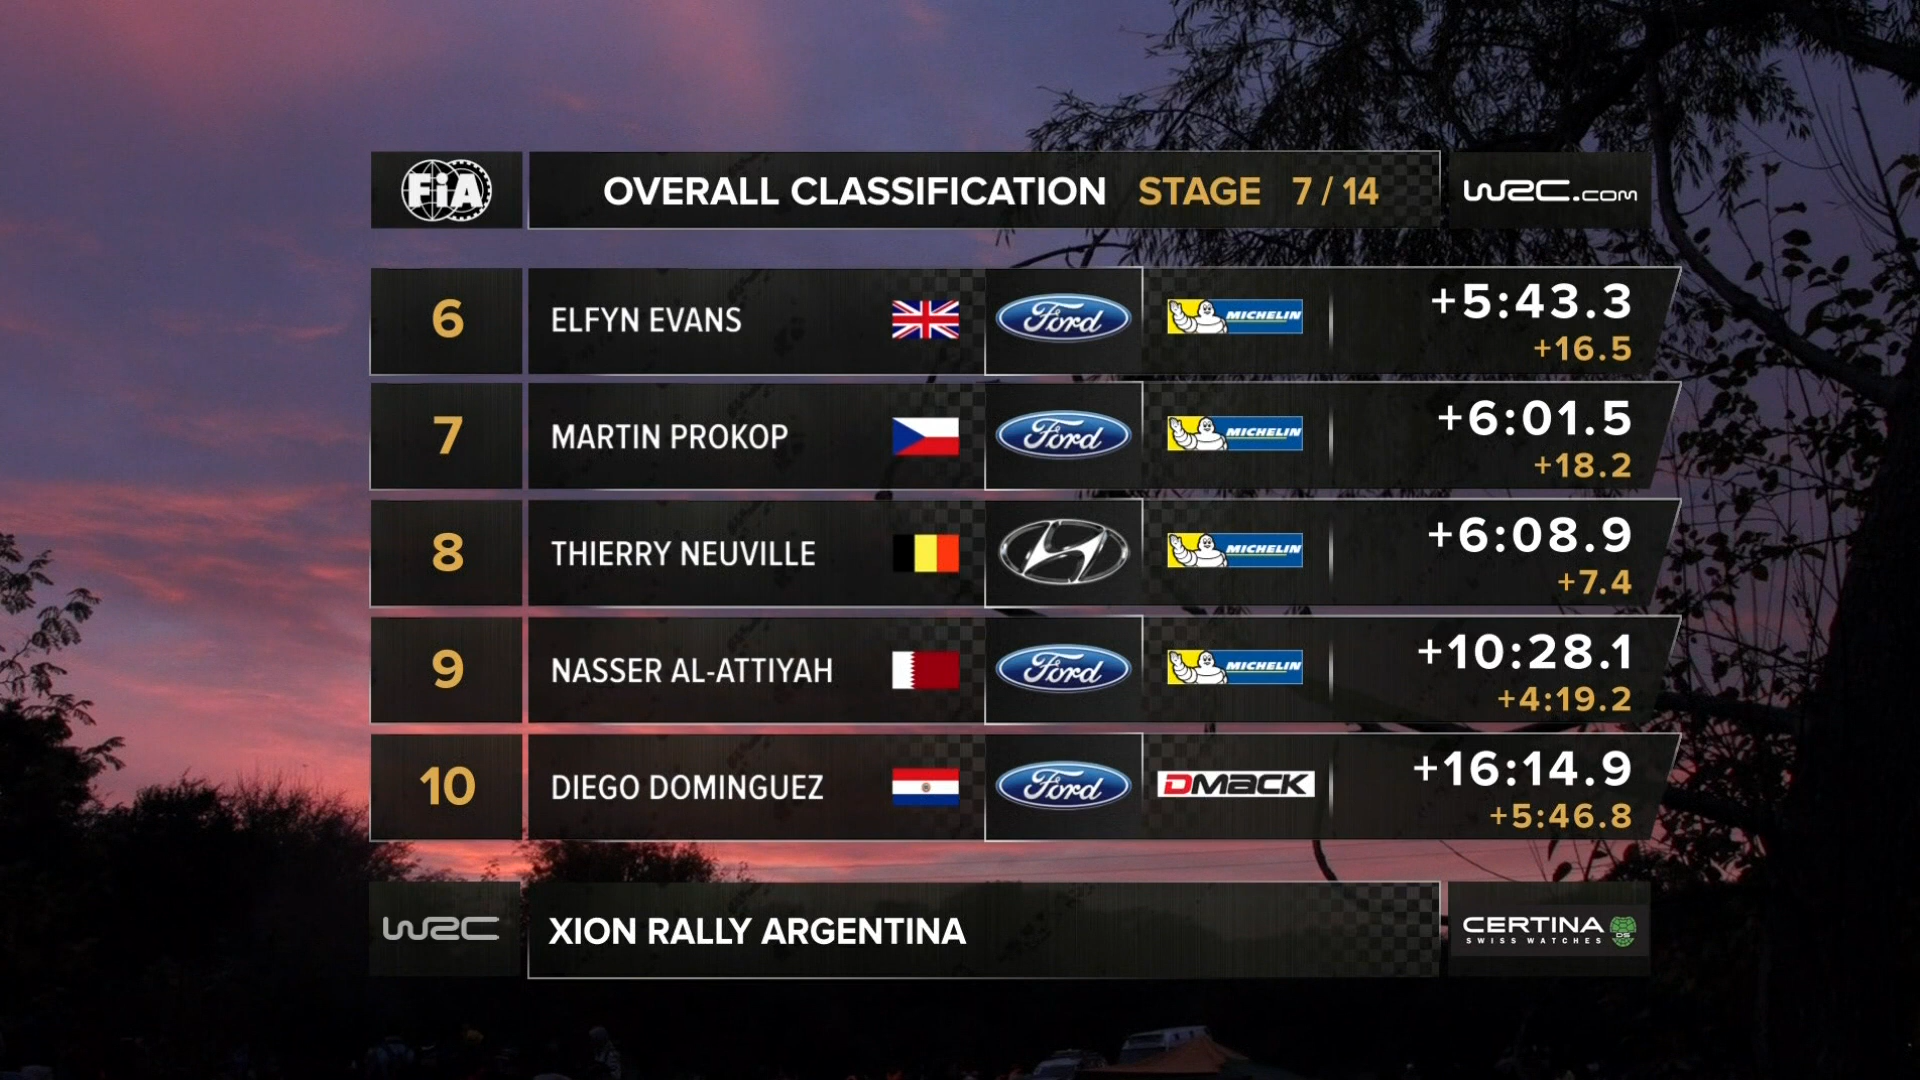 FiA OVERALL CLASSIFICATION STAGE 7 / 14 WRC.com
6 ELFYN EVANS Ford MICHELIN +5:43.3
+16.5
7 MARTIN PROKOP Ford MICHELIN +6:01.5
+18.2
8 THIERRY NEUVILLE MICHELIN +6:08.9
+7.4
9 NASSER AL-ATTIYAH Ford MICHELIN +10:28.1
+4:19.2
10 DIEGO DOMINGUEZ Ford DMACK +16:14.9
+5:46.8
WRC XION RALLY ARGENTINA CERTINA DS
SWISS WATCHES